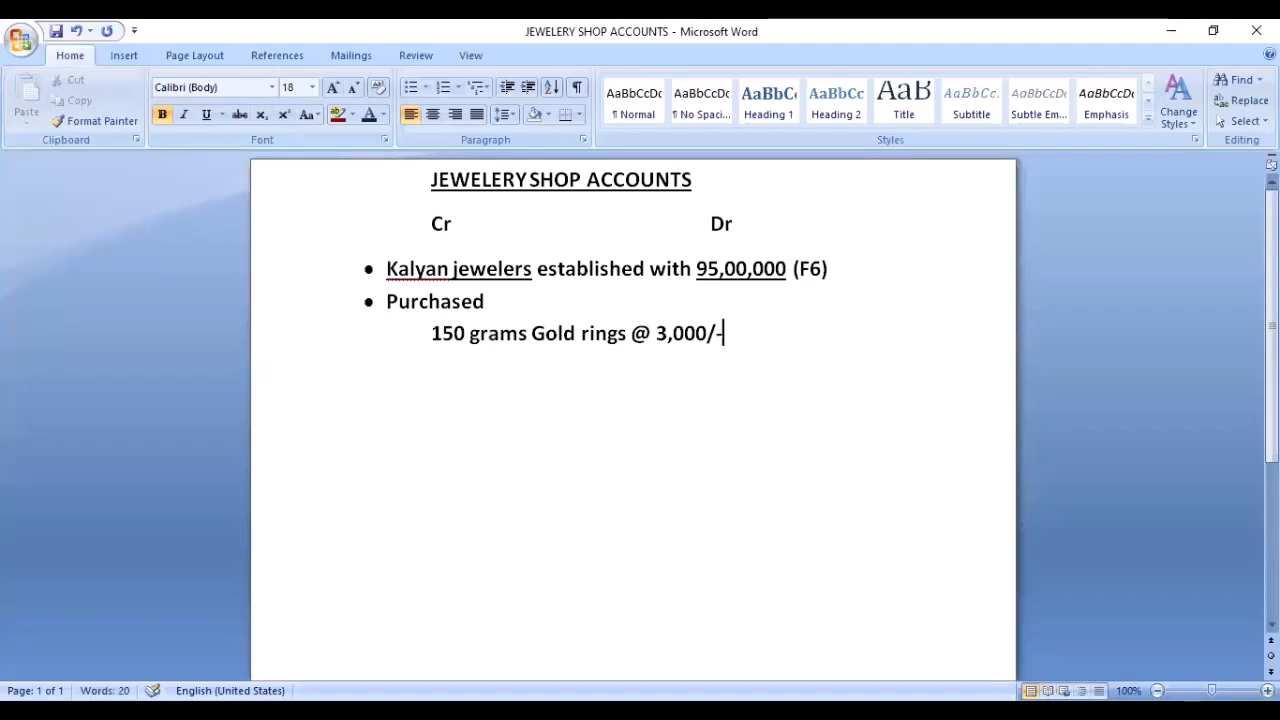 JEWELERY SHOP ACCOUNTS - Microsoft Word
Home Insert Page Layout References Mailings Review View
Cut
Copy
Paste
Format Painter
Clipboard
Calibri (Body) 18
B I U abc x₂ x² Aa
Font
Paragraph
AaBbCcDc AaBbCcDc AaBbC AaBbCc AaB AaBbCc. AaBbCcDc AaBbCcDc
¶ Normal ¶ No Spaci... Heading 1 Heading 2 Title Subtitle Subtle Em... Emphasis
Change
Styles
Styles
Find
Replace
Select
Editing
JEWELERY SHOP ACCOUNTS
Cr Dr
• Kalyan jewelers established with 95,00,000 (F6)
• Purchased
150 grams Gold rings @ 3,000/-
Page: 1 of 1 Words: 20 English (United States) 100%